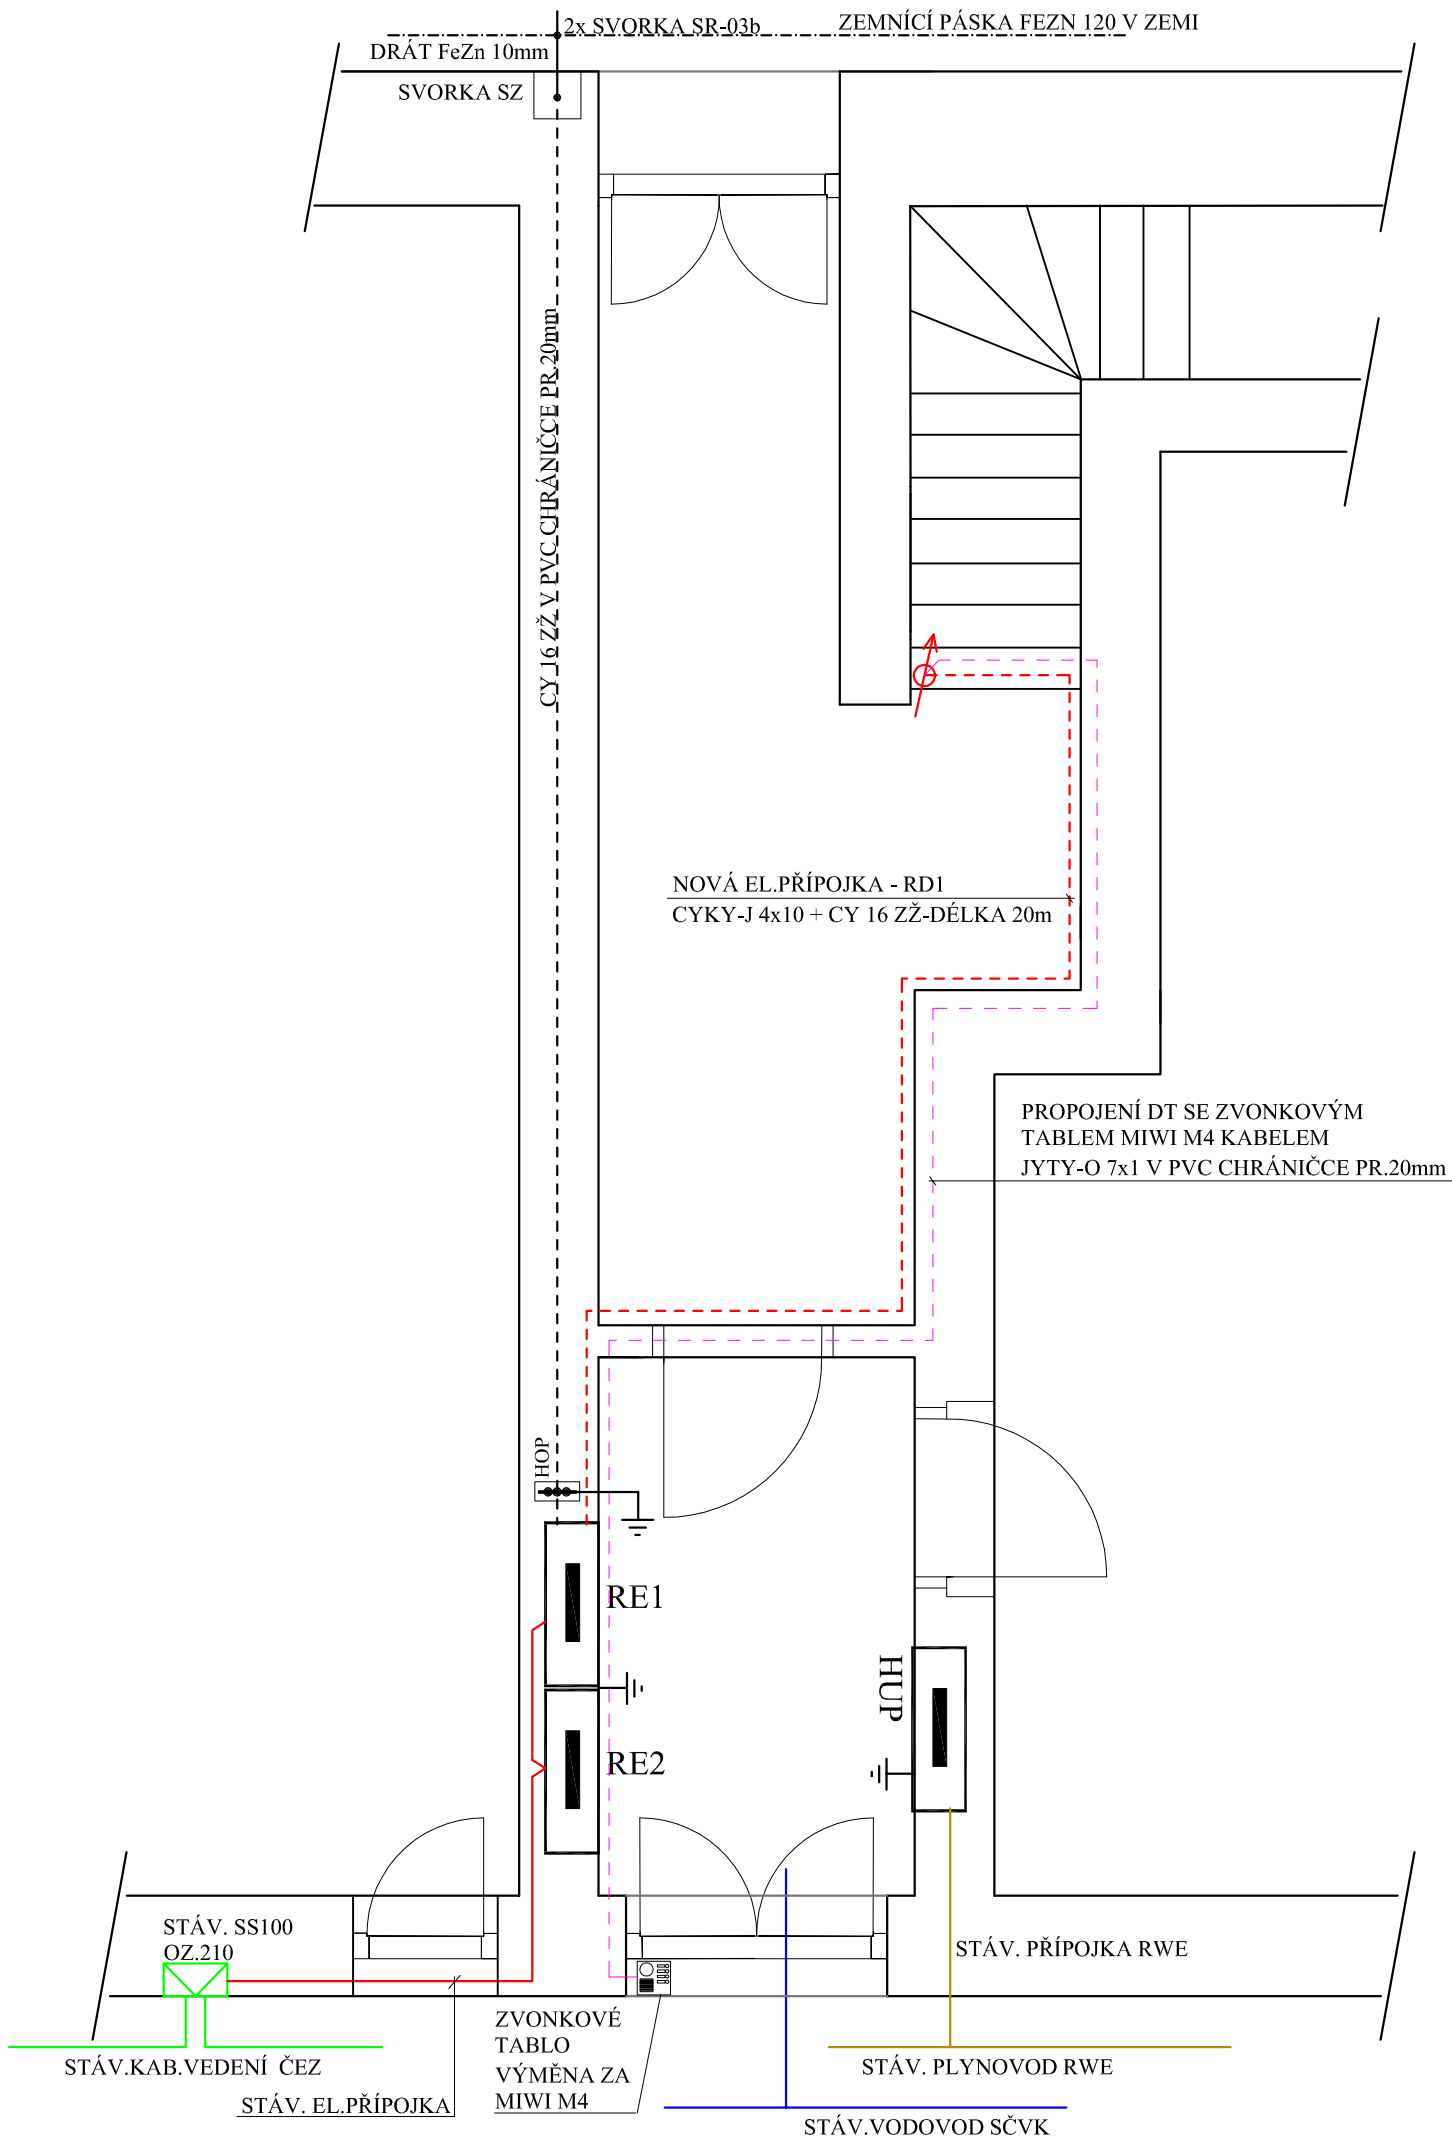 2x SVORKA SR-03b
ZEMNÍCÍ PÁSKA FEZN 120 V ZEMI
DRÁT FeZn 10mm
SVORKA SZ
CY 16 ZŽ V PVC CHRÁNIČCE PR.20mm
NOVÁ EL.PŘÍPOJKA - RD1
CYKY-J 4x10 + CY 16 ZŽ-DÉLKA 20m
PROPOJENÍ DT SE ZVONKOVÝM
TABLEM MIWI M4 KABELEM
JYTY-O 7x1 V PVC CHRÁNIČCE PR.20mm
HOP
RE1
HUP
RE2
STÁV. SS100
OZ.210
STÁV. PŘÍPOJKA RWE
ZVONKOVÉ
TABLO
VÝMĚNA ZA
MIWI M4
STÁV.KAB.VEDENÍ ČEZ
STÁV. PLYNOVOD RWE
STÁV. EL.PŘÍPOJKA
STÁV.VODOVOD SČVK